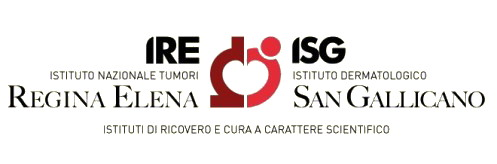 IRE ISG
ISTITUTO NAZIONALE TUMORI ISTITUTO DERMATOLOGICO
REGINA ELENA SAN GALLICANO
ISTITUTI DI RICOVERO E CURA A CARATTERE SCIENTIFICO